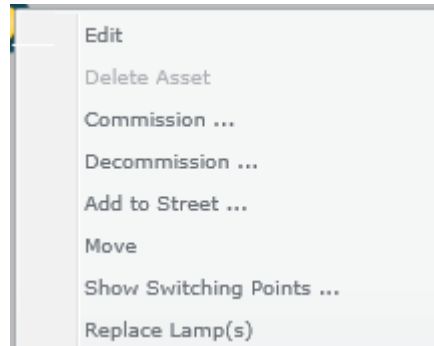 Edit
Delete Asset
Commission ...
Decommission ...
Add to Street ...
Move
Show Switching Points ...
Replace Lamp(s)